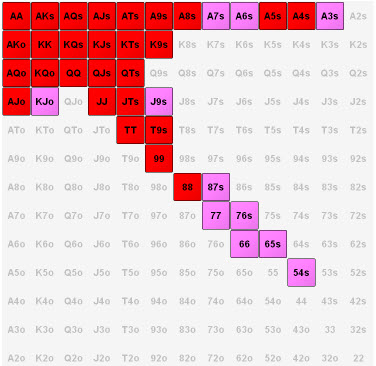 AA AKs AQs AJs ATs A9s A8s A7s A6s A5s A4s A3s A2s
AKo KK KQs KJs KTs K9s K8s K7s K6s K5s K4s K3s K2s
AQo KQo QQ QJs QTs Q9s Q8s Q7s Q6s Q5s Q4s Q3s Q2s
AJo KJo QJo JJ JTs J9s J8s J7s J6s J5s J4s J3s J2s
ATo KTo QTo JTo TT T9s T8s T7s T6s T5s T4s T3s T2s
A9o K9o Q9o J9o T9o 99 98s 97s 96s 95s 94s 93s 92s
A8o K8o Q8o J8o T8o 98o 88 87s 86s 85s 84s 83s 82s
A7o K7o Q7o J7o T7o 97o 87o 77 76s 75s 74s 73s 72s
A6o K6o Q6o J6o T6o 96o 86o 76o 66 65s 64s 63s 62s
A5o K5o Q5o J5o T5o 95o 85o 75o 65o 55 54s 53s 52s
A4o K4o Q4o J4o T4o 94o 84o 74o 64o 54o 44 43s 42s
A3o K3o Q3o J3o T3o 93o 83o 73o 63o 53o 43o 33 32s
A2o K2o Q2o J2o T2o 92o 82o 72o 62o 52o 42o 32o 22